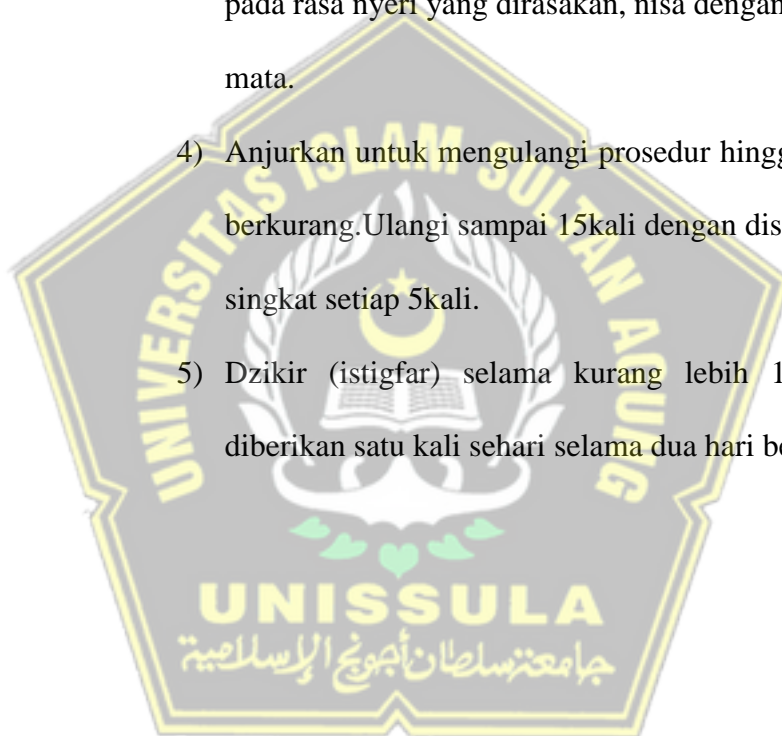 pada rasa nyeri yang dirasakan, nisa dengan
mata.
4) Anjurkan untuk mengulangi prosedur hingg
berkurang.Ulangi sampai 15kali dengan dis
singkat setiap 5kali.
5) Dzikir (istigfar) selama kurang lebih 1
diberikan satu kali sehari selama dua hari be
UNIVERSITAS ISLAM SULTAN AGUNG
UNISSULA
جامعة سلطان أجونج الإسلامية